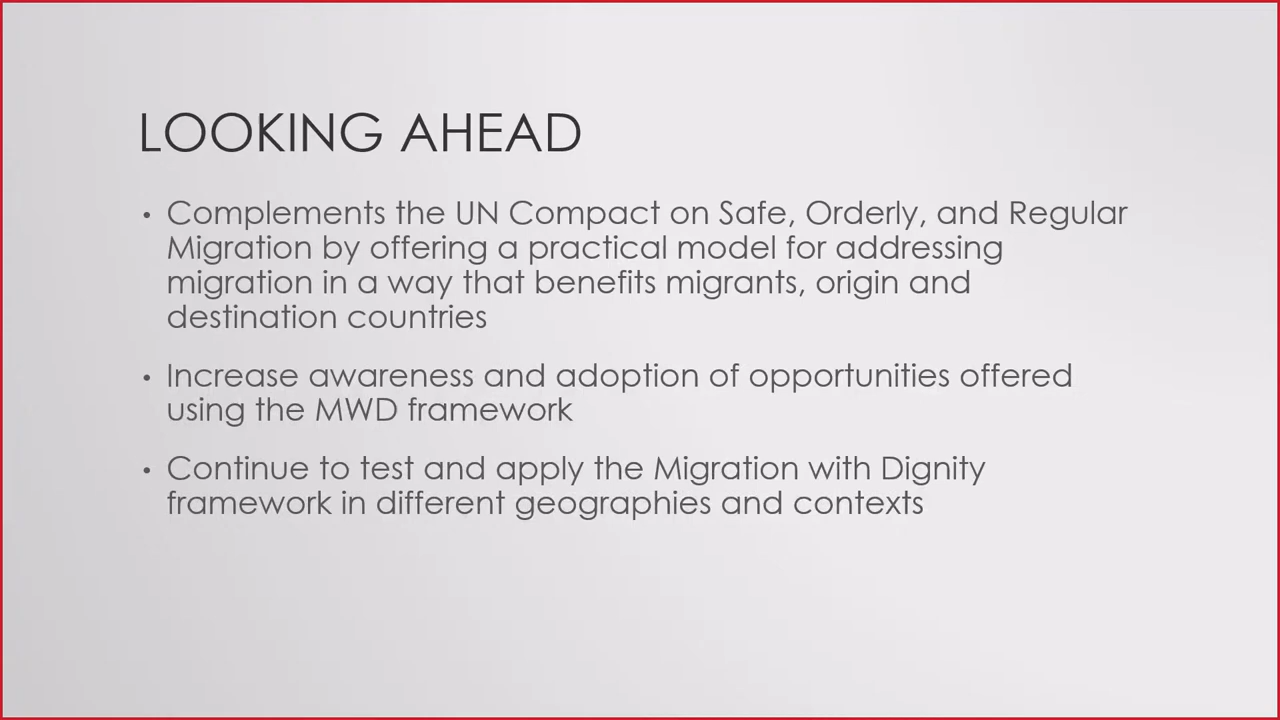 LOOKING AHEAD
• Complements the UN Compact on Safe, Orderly, and Regular
Migration by offering a practical model for addressing
migration in a way that benefits migrants, origin and
destination countries
• Increase awareness and adoption of opportunities offered
using the MWD framework
• Continue to test and apply the Migration with Dignity
framework in different geographies and contexts